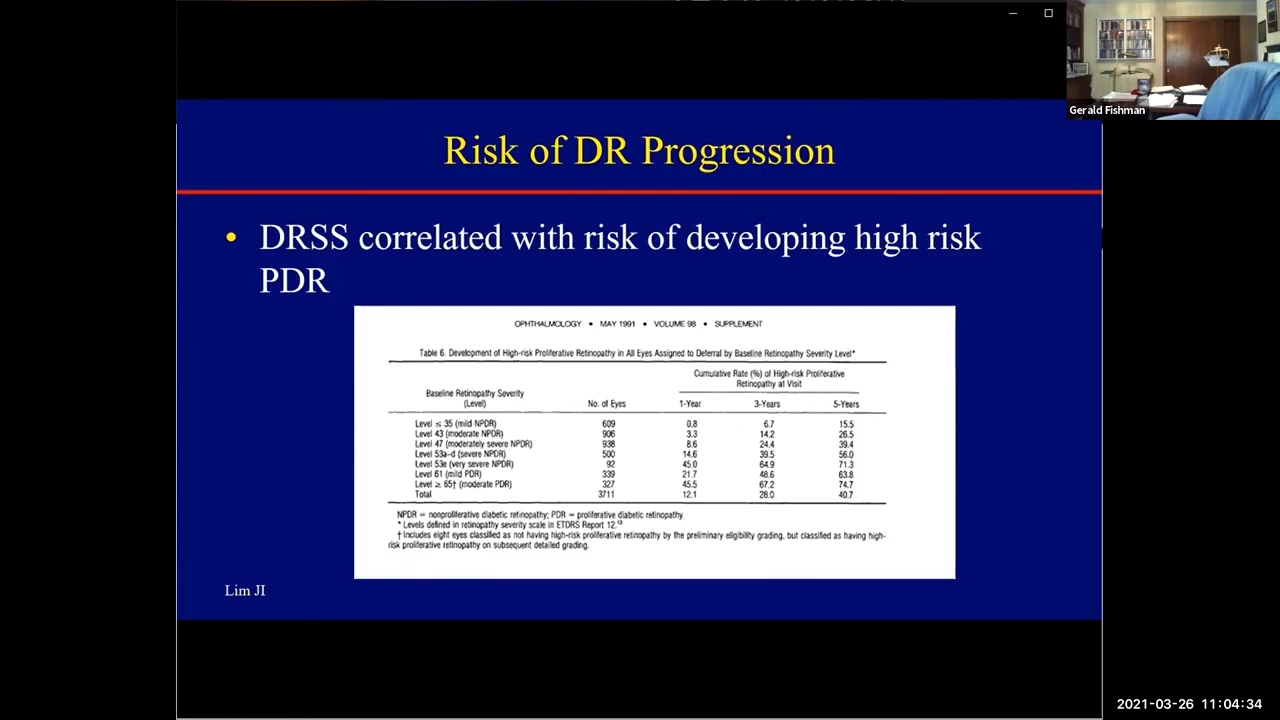 Gerald Fishman
Risk of DR Progression
• DRSS correlated with risk of developing high risk
PDR
OPHTHALMOLOGY • MAY 1991 • VOLUME 98 • SUPPLEMENT
Table 6. Development of High-risk Proliferative Retinopathy in All Eyes Assigned to Deferral by Baseline Retinopathy Severity Level*
Cumulative Rate (%) of High-risk Proliferative
Retinopathy at Visit
Baseline Retinopathy Severity
(Level) No. of Eyes 1-Year 3-Years 5-Years
Level ≤ 35 (mild NPDR) 609 0.8 6.7 15.5
Level 43 (moderate NPDR) 906 3.3 14.2 26.5
Level 47 (moderately severe NPDR) 938 8.6 24.4 39.4
Level 53a-d (severe NPDR) 500 14.6 39.5 56.0
Level 53e (very severe NPDR) 92 45.0 64.9 71.3
Level 61 (mild PDR) 339 21.7 48.6 63.8
Level ≥ 65† (moderate PDR) 327 45.5 67.2 74.7
Total 3711 12.1 28.0 40.7
NPDR = nonproliferative diabetic retinopathy; PDR = proliferative diabetic retinopathy.
* Levels defined in retinopathy severity scale in ETDRS Report 12.¹³
† Includes eight eyes classified as not having high-risk proliferative retinopathy by the preliminary eligibility grading, but classified as having high-
risk proliferative retinopathy on subsequent detailed grading.
Lim JI
2021-03-26 11:04:34